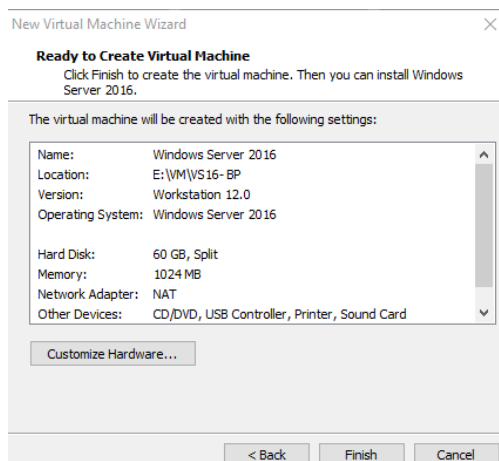 New Virtual Machine Wizard
Ready to Create Virtual Machine
Click Finish to create the virtual machine. Then you can install Windows
Server 2016.
The virtual machine will be created with the following settings:
Name: Windows Server 2016
Location: E:\VM\VS16-BP
Version: Workstation 12.0
Operating System: Windows Server 2016
Hard Disk: 60 GB, Split
Memory: 1024 MB
Network Adapter: NAT
Other Devices: CD/DVD, USB Controller, Printer, Sound Card
Customize Hardware...
< Back Finish Cancel